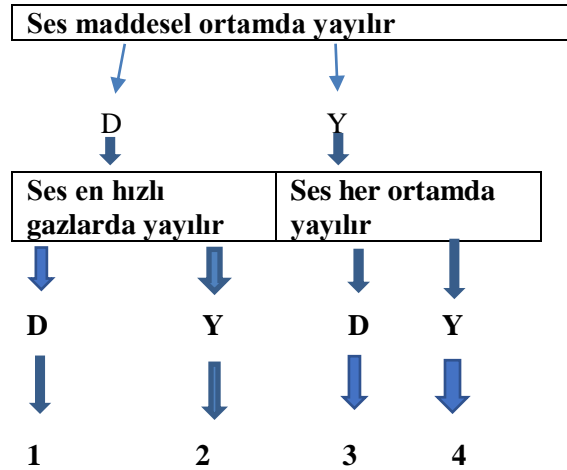 Ses maddesel ortamda yayılır
D Y
Ses en hızlı
gazlarda yayılır
Ses her ortamda
yayılır
D Y D Y
1 2 3 4